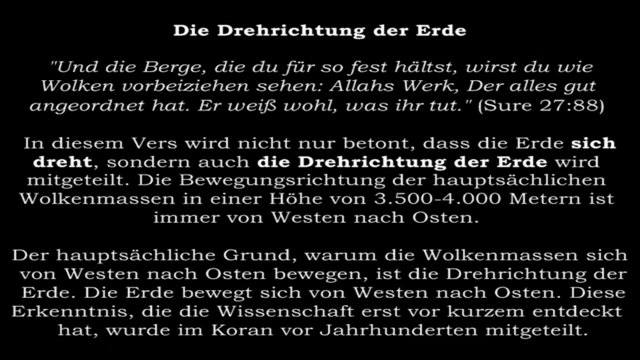 Die Drehrichtung der Erde
"Und die Berge, die du für so fest hältst, wirst du wie
Wolken vorbeiziehen sehen: Allahs Werk, Der alles gut
angeordnet hat. Er weiß wohl, was ihr tut." (Sure 27:88)
In diesem Vers wird nicht nur betont, dass die Erde sich
dreht, sondern auch die Drehrichtung der Erde wird
mitgeteilt. Die Bewegungsrichtung der hauptsächlichen
Wolkenmassen in einer Höhe von 3.500-4.000 Metern ist
immer von Westen nach Osten.
Der hauptsächliche Grund, warum die Wolkenmassen sich
von Westen nach Osten bewegen, ist die Drehrichtung der
Erde. Die Erde bewegt sich von Westen nach Osten. Diese
Erkenntnis, die die Wissenschaft erst vor kurzem entdeckt
hat, wurde im Koran vor Jahrhunderten mitgeteilt.